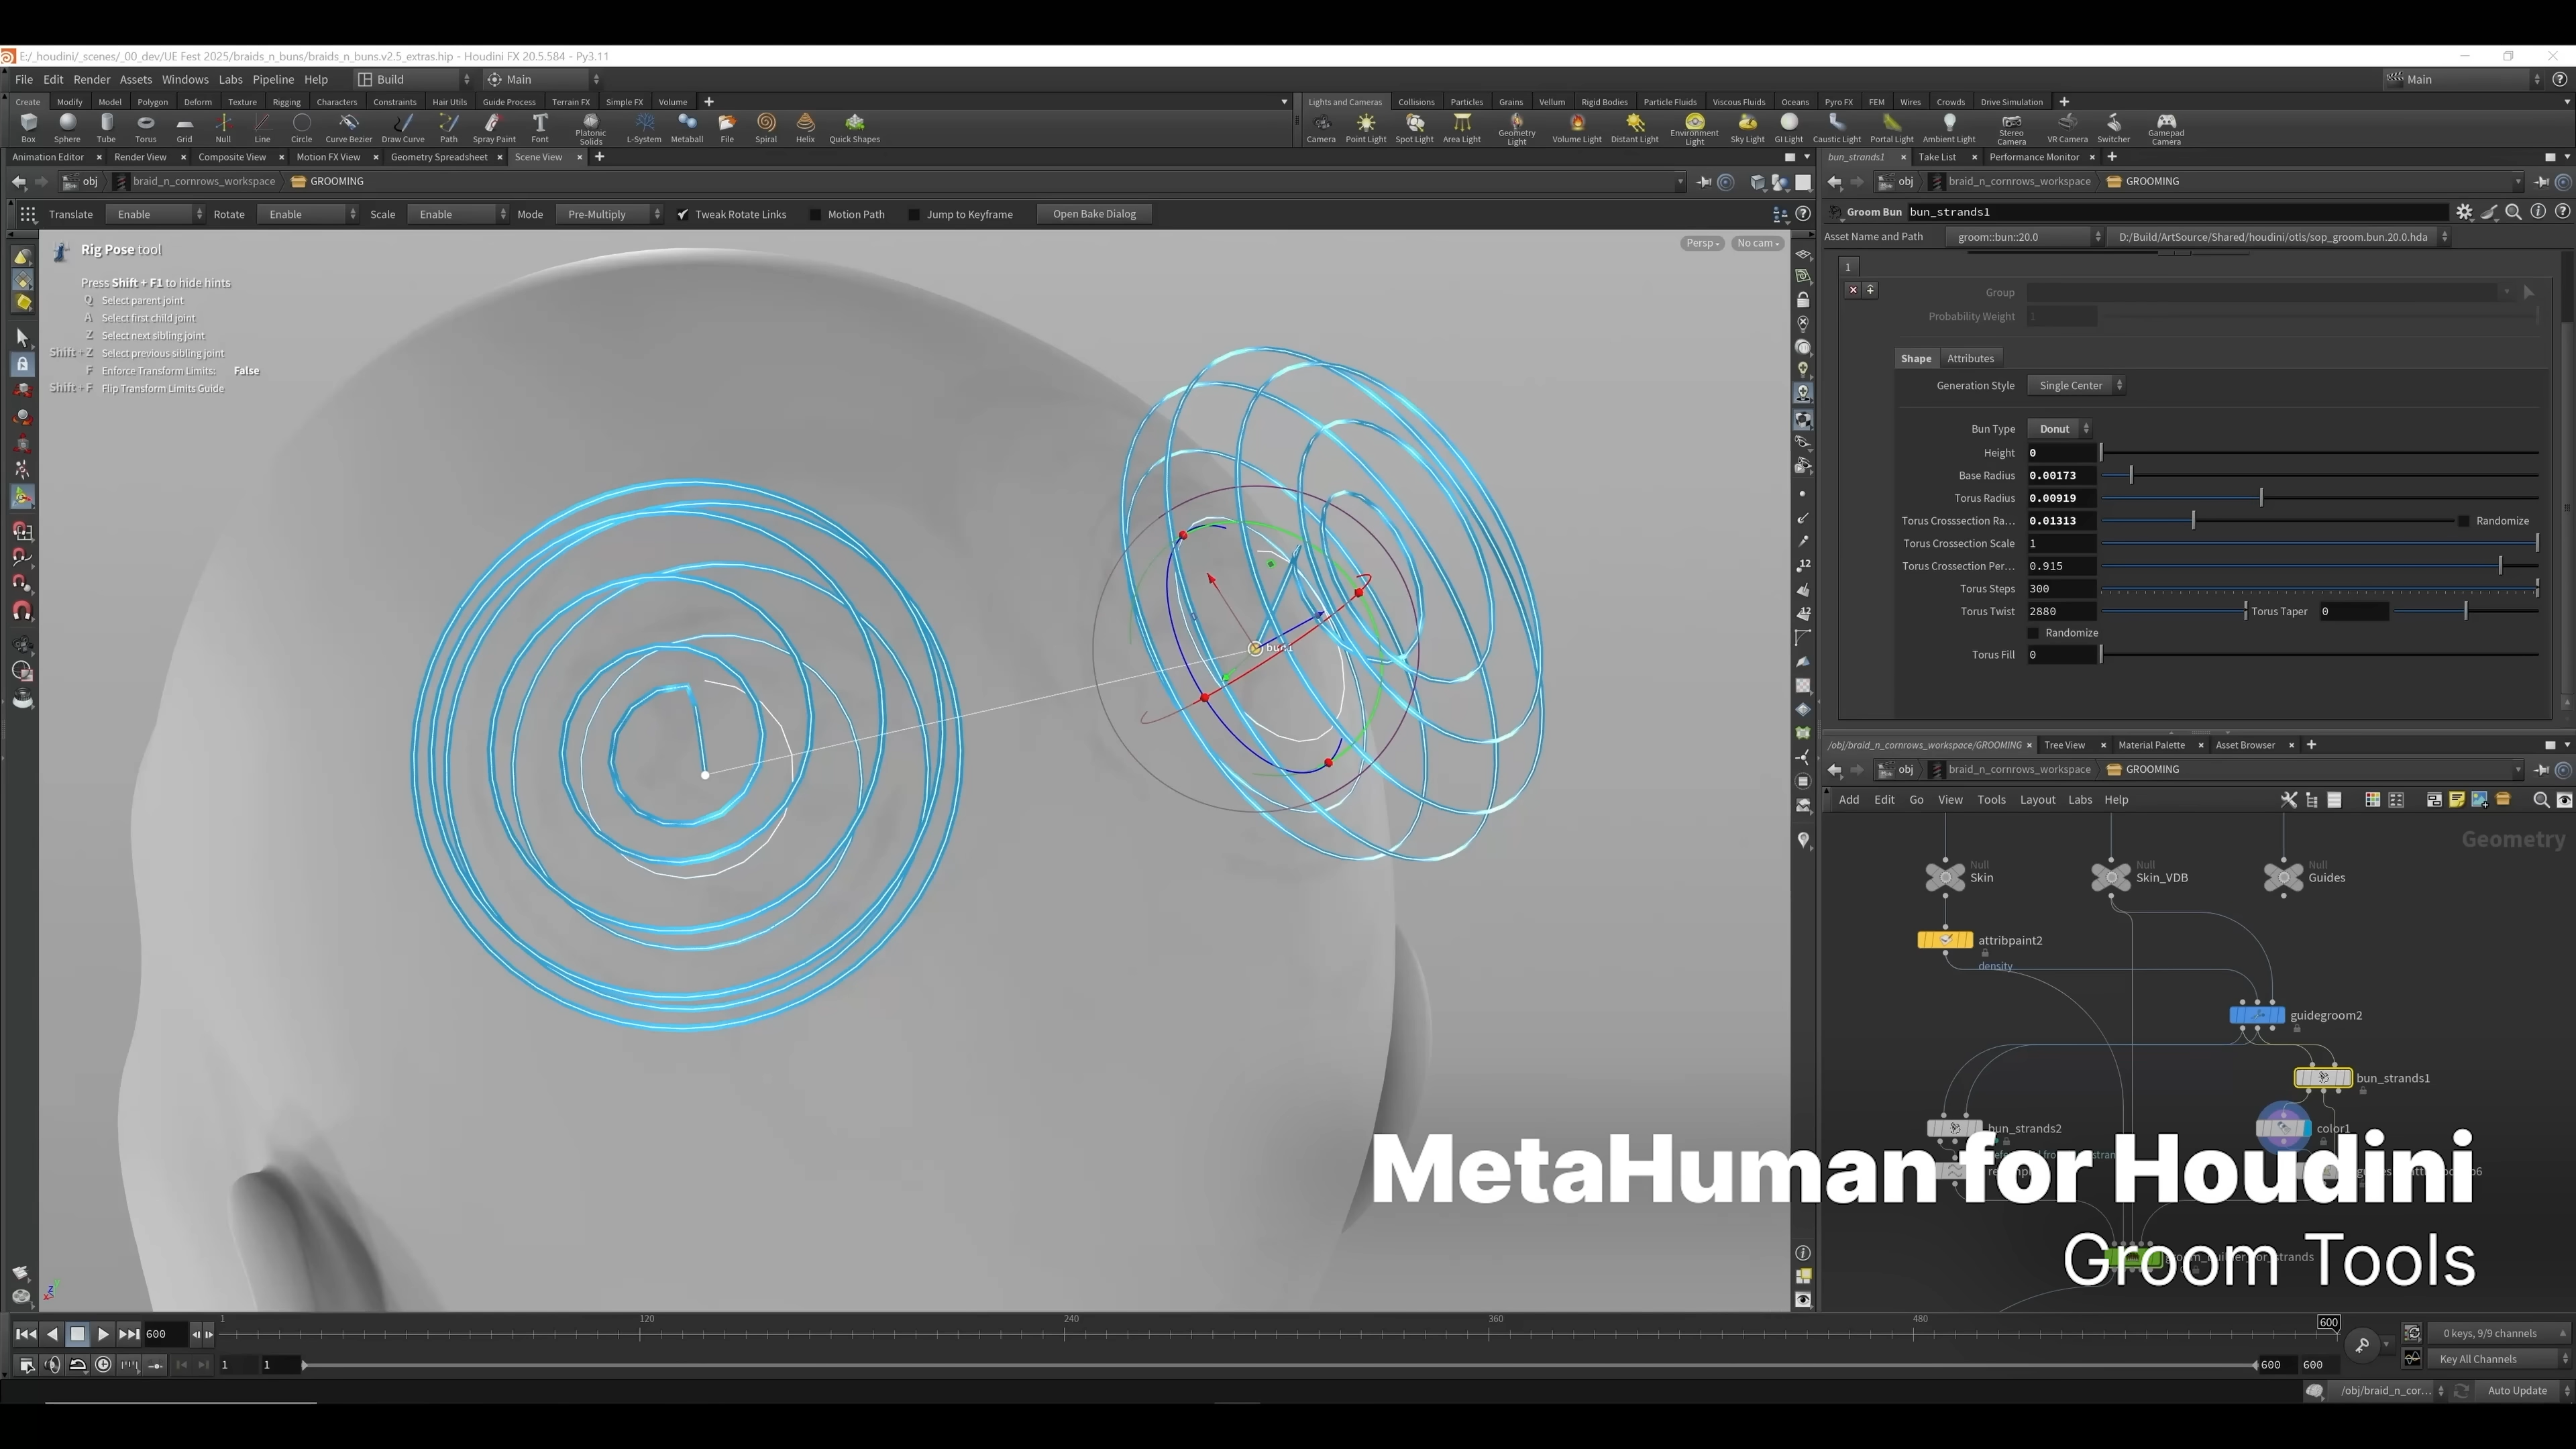 E:/_houdini/_scenes/_00_dev/UE Fest 2025/braids_n_buns/braids_n_buns.v2.5_extras.hip - Houdini FX 20.5.584 - Py3.11
File Edit Render Assets Windows Labs Pipeline Help Build Main Main
Create Modify Model Polygon Deform Texture Rigging Characters Constraints Hair Utils Guide Process Terrain FX Simple FX Volume
Lights and Cameras Collisions Particles Grains Vellum Rigid Bodies Particle Fluids Viscous Fluids Oceans Pyro FX FEM Wires Crowds Drive Simulation
Box Sphere Tube Torus Grid Null Line Circle Curve Bezier Draw Curve Path Spray Paint Font Platonic Solids L-System Metaball File Spiral Helix Quick Shapes
Camera Point Light Spot Light Area Light Geometry Light Volume Light Distant Light Environment Light Sky Light GI Light Caustic Light Portal Light Ambient Light Stereo Camera VR Camera Switcher Gamepad Camera
Animation Editor Render View Composite View Motion FX View Geometry Spreadsheet Scene View
bun_strands1 Take List Performance Monitor
obj braid_n_cornrows_workspace GROOMING
obj braid_n_cornrows_workspace GROOMING
Translate Enable Rotate Enable Scale Enable Mode Pre-Multiply Tweak Rotate Links Motion Path Jump to Keyframe Open Bake Dialog
Groom Bun bun_strands1
Asset Name and Path groom::bun::20.0 D:/Build/ArtSource/Shared/houdini/otls/sop_groom.bun.20.0.hda
Rig Pose tool
Persp No cam
Press Shift + F1 to hide hints
Q Select parent joint
A Select first child joint
Z Select next sibling joint
Shift + Z Select previous sibling joint
F Enforce Transform Limits: False
Shift + F Flip Transform Limits Guide
1
Group
Probability Weight 1
Shape Attributes
Generation Style Single Center
Bun Type Donut
Height 0
Base Radius 0.00173
Torus Radius 0.00919
Torus Crosssection Ra... 0.01313 Randomize
Torus Crossection Scale 1
Torus Crossection Per... 0.915
Torus Steps 300
Torus Twist 2880 Torus Taper 0
Randomize
Torus Fill 0
12
12
/obj/braid_n_cornrows_workspace/GROOMING Tree View Material Palette Asset Browser
obj braid_n_cornrows_workspace GROOMING
Add Edit Go View Tools Layout Labs Help
Geometry
Null Null Null
Skin Skin_VDB Guides
attribpaint2
density
guidegroom2
bun_strands1
bun_strands2
color1
MetaHuman for Houdini
Groom Tools
600 1 120 240 360 480 600
0 keys, 9/9 channels
1 1 600 600 Key All Channels
/obj/braid_n_cor... Auto Update